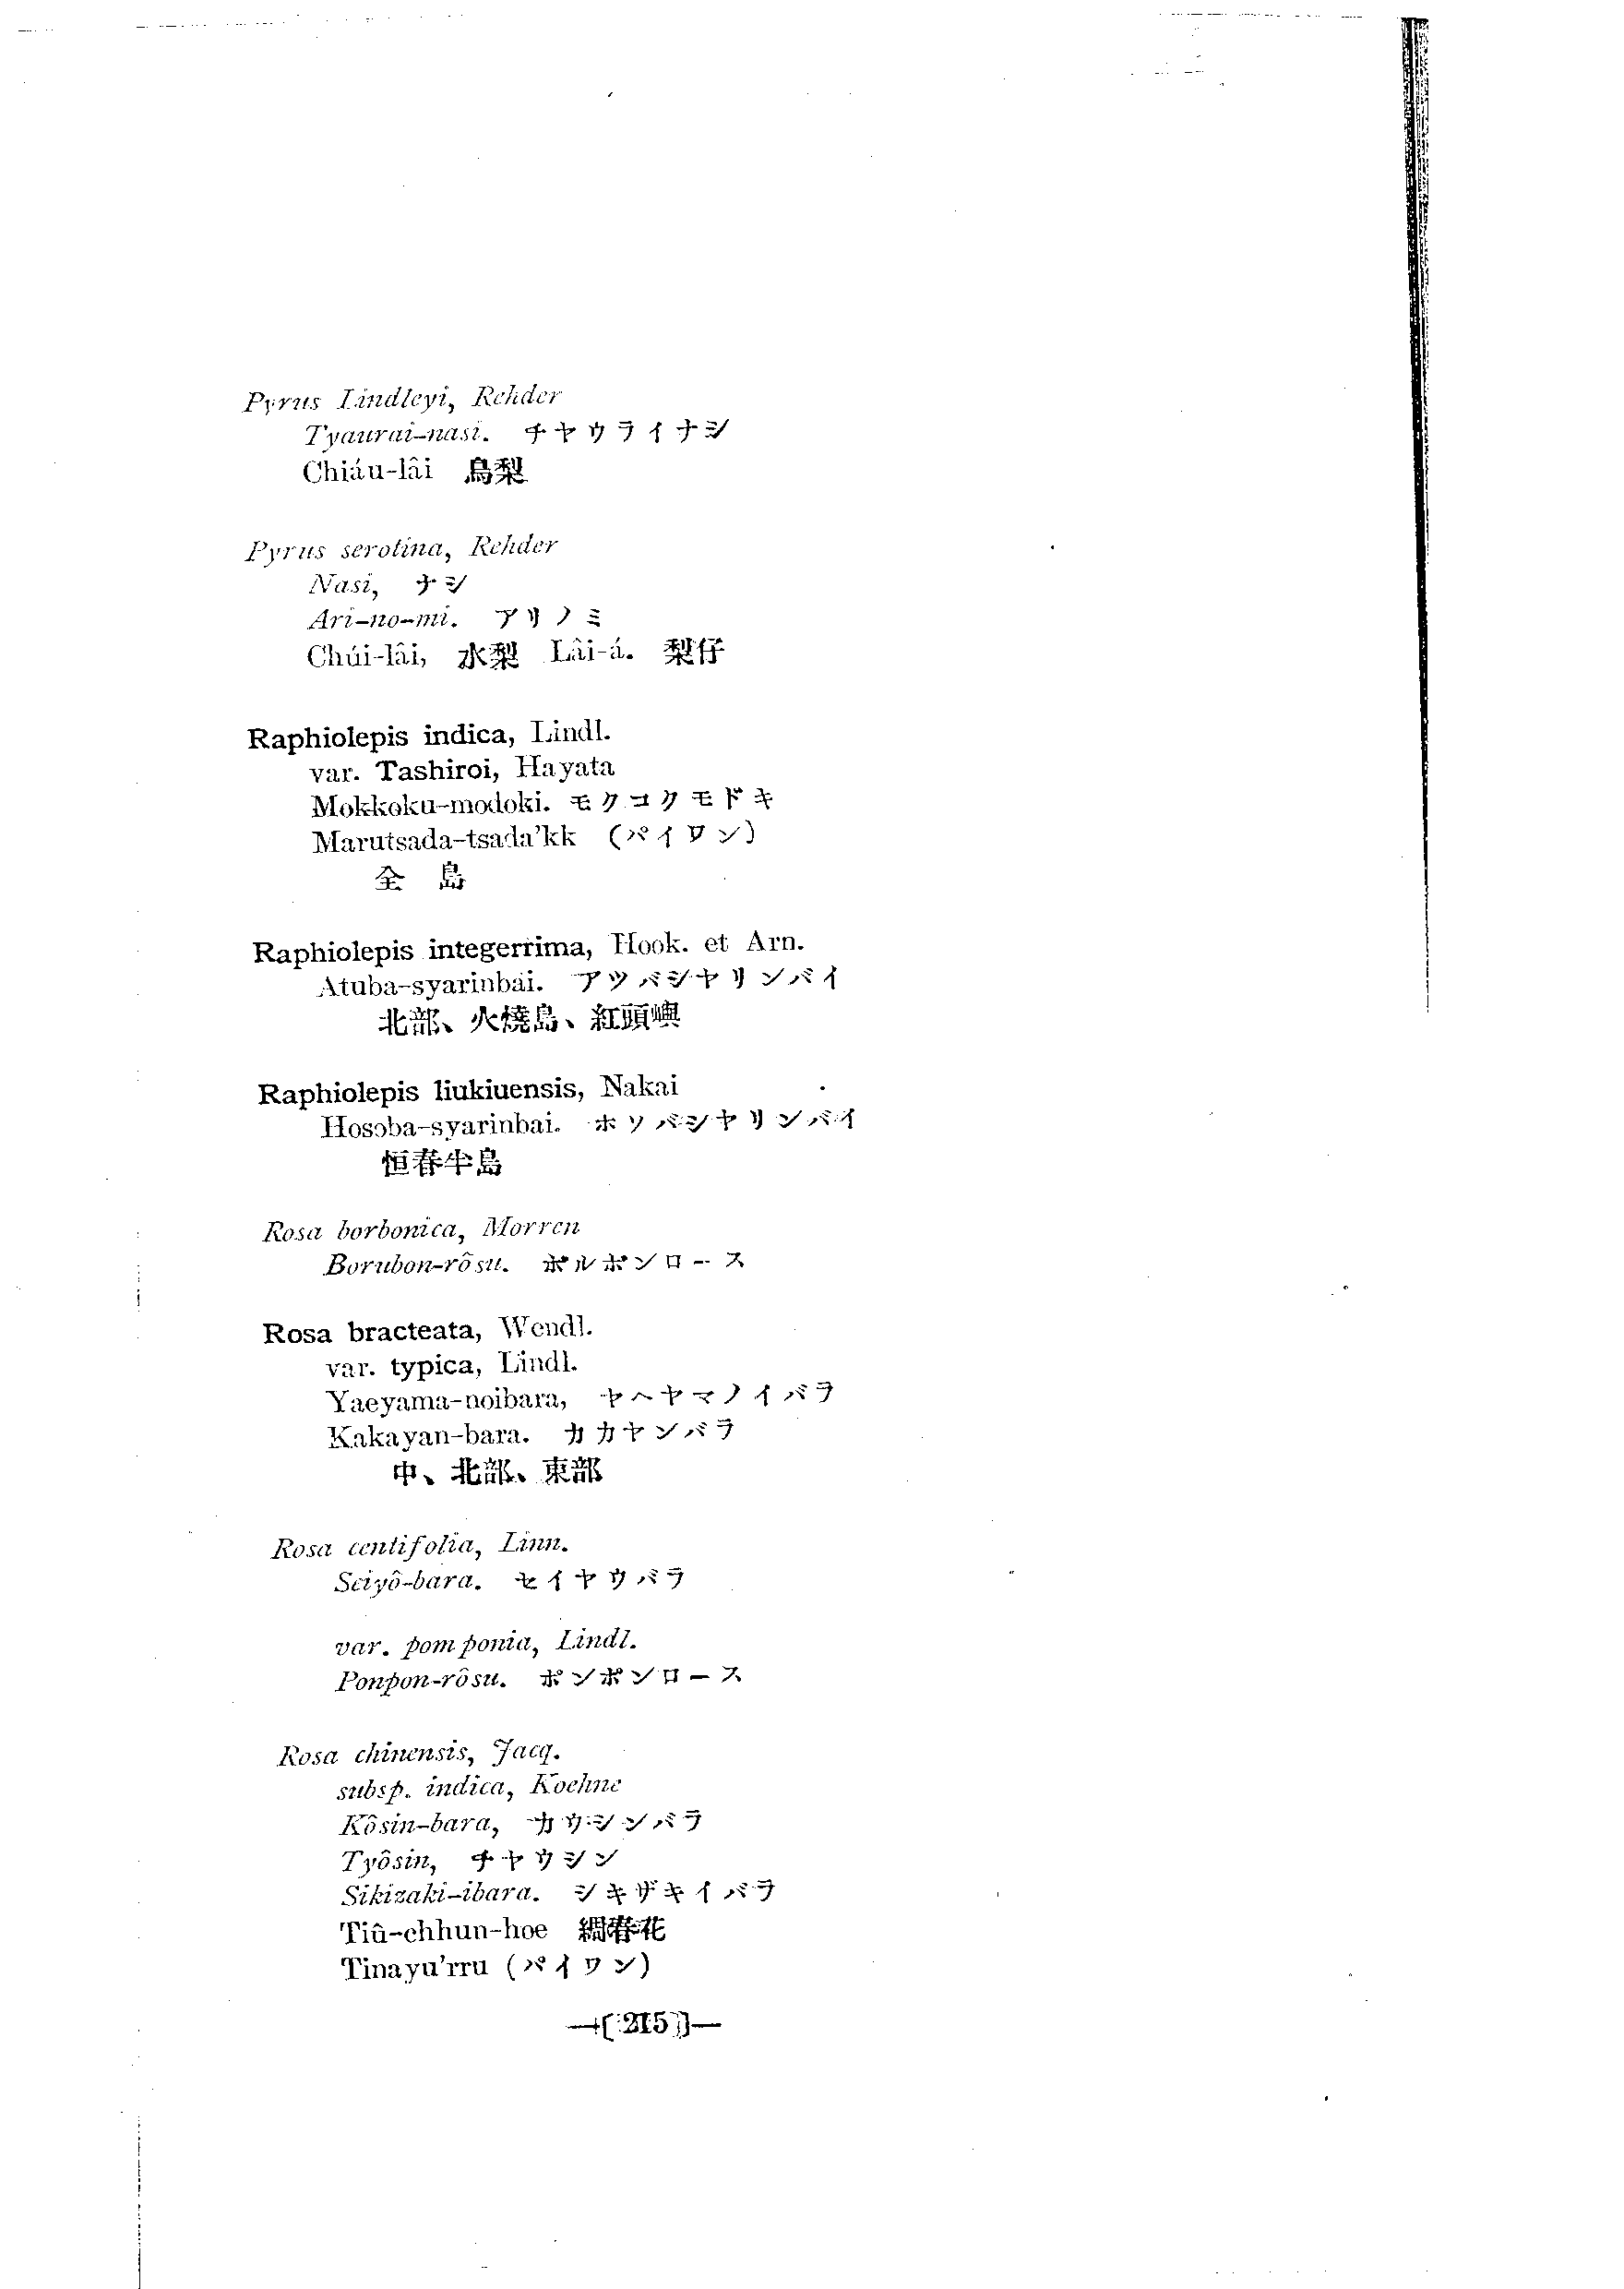 Pyrus Lindleyi, Rehder
Tyaurai-nasi. チヤウライナシ
Chiáu-lâi 鳥梨
Pyrus serotina, Rehder
Nasi, ナシ
Ari-no-mi. アリノミ
Chúi-lâi, 水梨 Lâi-á. 梨仔
Raphiolepis indica, Lindl.
var. Tashiroi, Hayata
Mokkoku-modoki. モクコクモドキ
Marutsada-tsada'kk (パイワン)
全島
Raphiolepis integerrima, Hook. et Arn.
Atuba-syarinbai. アツバシヤリンバイ
北部、火燒島、紅頭嶼
Raphiolepis liukiuensis, Nakai
Hosoba-syarinbai. ホソバシヤリンバイ
恒春半島
Rosa borbonica, Morren
Borubon-rôsu. ボルボンロース
Rosa bracteata, Wendl.
var. typica, Lindl.
Yaeyama-noibara, ヤヘヤマノイバラ
Kakayan-bara. カカヤンバラ
中、北部、東部
Rosa centifolia, Linn.
Seiyô-bara. セイヤウバラ
var. pomponia, Lindl.
Ponpon-rôsu. ポンポンロース
Rosa chinensis, Jacq.
subsp. indica, Koehne
Kôsin-bara, カウシンバラ
Tyôsin, チヤウシン
Sikizaki-ibara. シキザキイバラ
Tiû-chhun-hoe 綢春花
Tinayu'rru (パイワン)
—( 215 )—